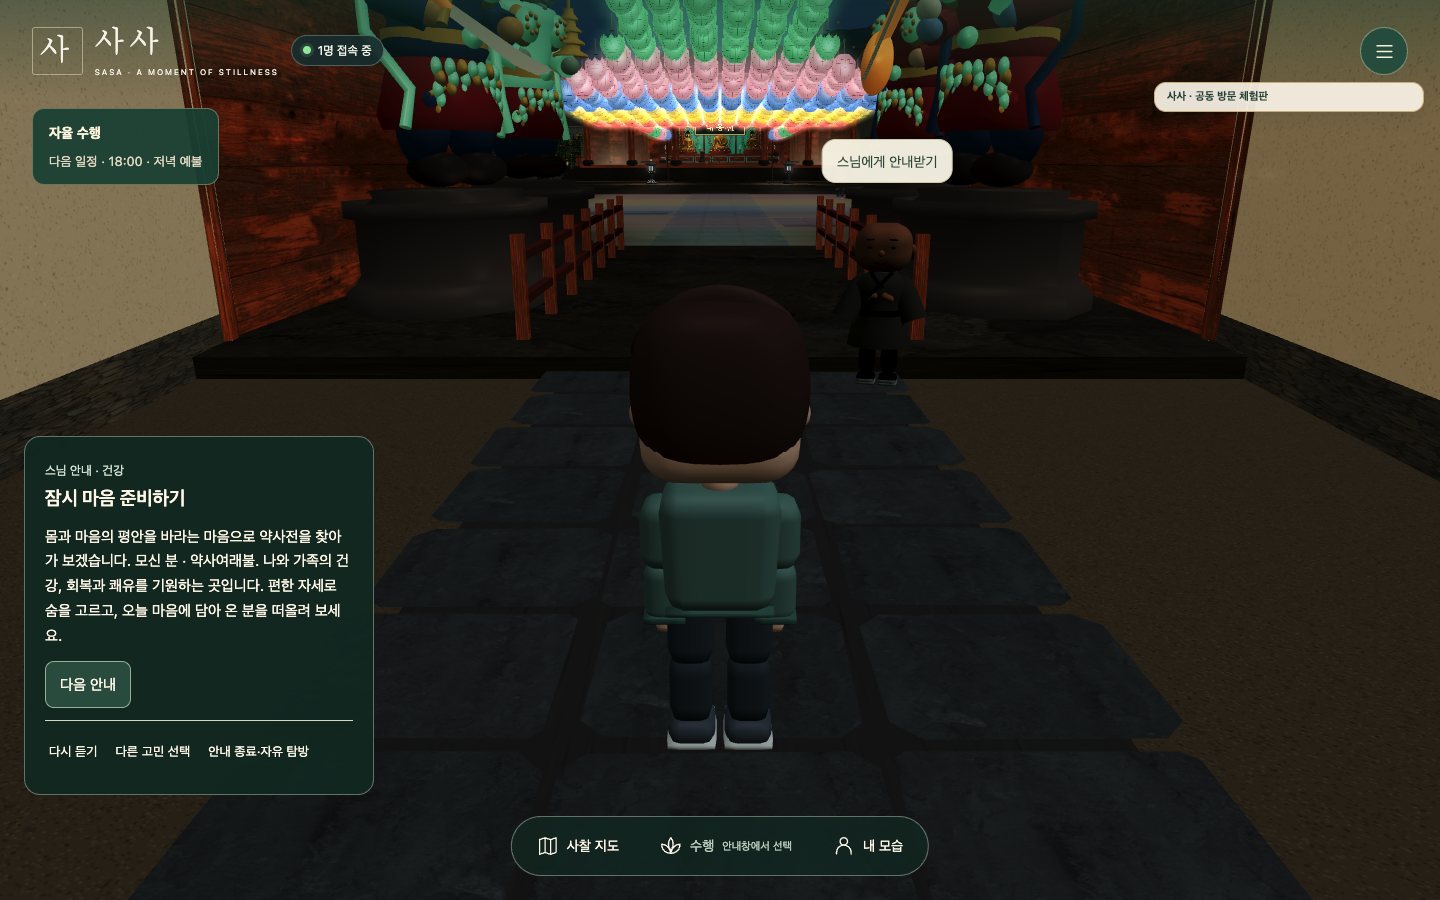 사
사사
SASA · A MOMENT OF STILLNESS
1명 접속 중
사사 · 공동 방문 체험판
자율 수행
다음 일정 · 18:00 · 저녁 예불
스님에게 안내받기
스님 안내 · 건강
잠시 마음 준비하기
몸과 마음의 평안을 바라는 마음으로 약사전을 찾아
가 보겠습니다. 모신 분 · 약사여래불. 나와 가족의 건
강, 회복과 쾌유를 기원하는 곳입니다. 편한 자세로
숨을 고르고, 오늘 마음에 담아 온 분을 떠올려 보세
요.
다음 안내
다시 듣기 다른 고민 선택 안내 종료·자유 탐방
사찰 지도 수행 안내창에서 선택 내 모습